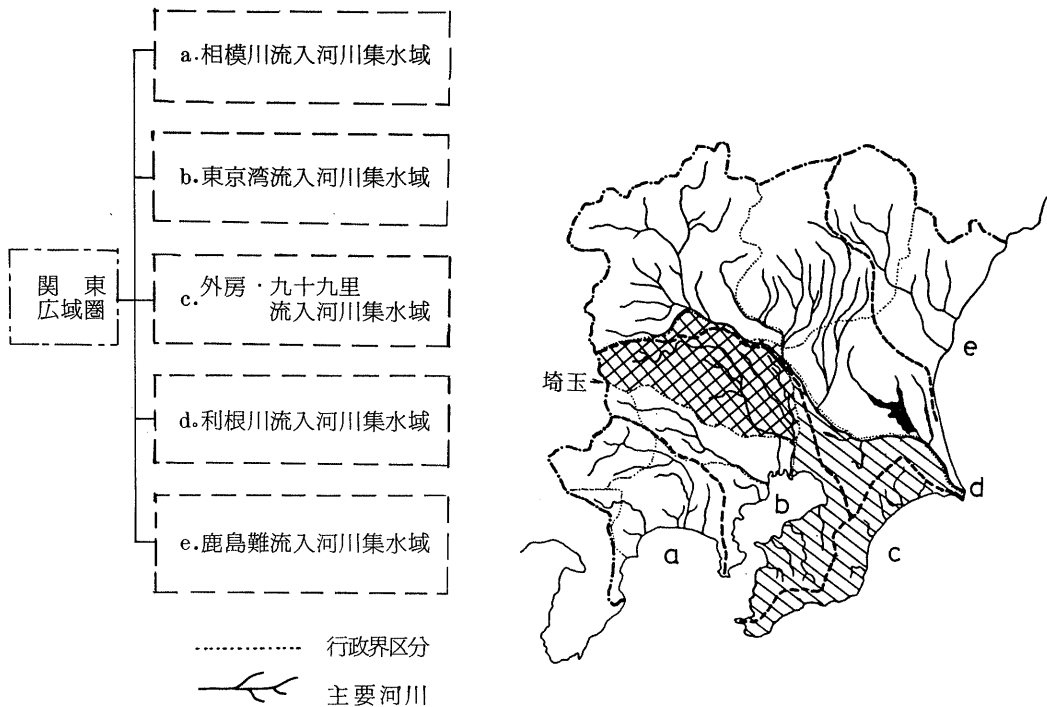 a.相模川流入河川集水域
b.東京湾流入河川集水域
関東
広域圏
c.外房・九十九里
流入河川集水域
d.利根川流入河川集水域
e.鹿島難流入河川集水域
行政界区分
主要河川
埼玉
a
b
c
d
e